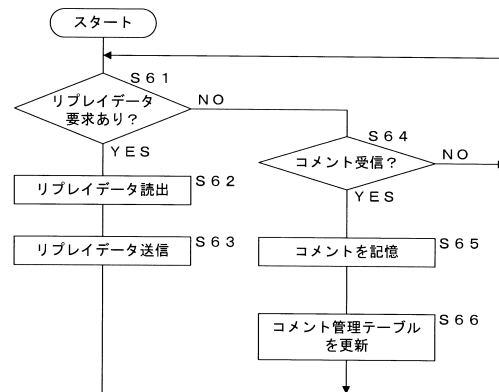 スタート
S61
リプレイデータ
要求あり？
NO
YES
S62
リプレイデータ読出
S63
リプレイデータ送信
S64
コメント受信？
NO
YES
S65
コメントを記憶
S66
コメント管理テーブル
を更新